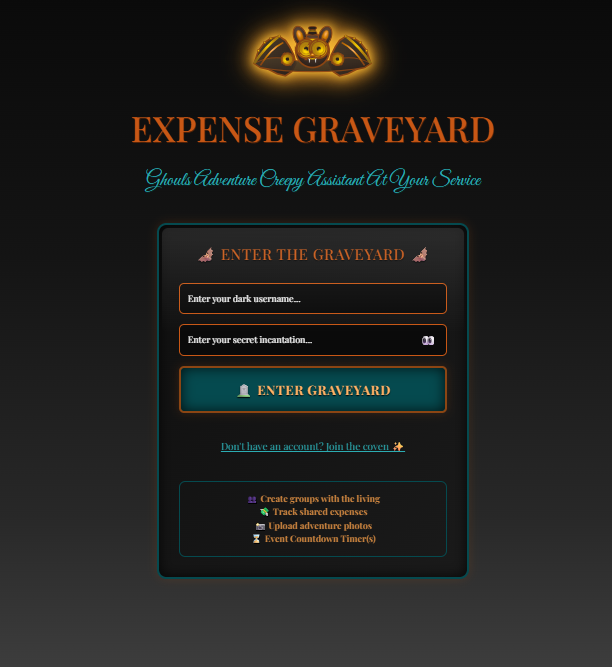 EXPENSE GRAVEYARD
Ghouls Adventure Creepy Assistant At Your Service
ENTER THE GRAVEYARD
Enter your dark username...
Enter your secret incantation...
ENTER GRAVEYARD
Don't have an account? Join the coven
Create groups with the living
Track shared expenses
Upload adventure photos
Event Countdown Timer(s)